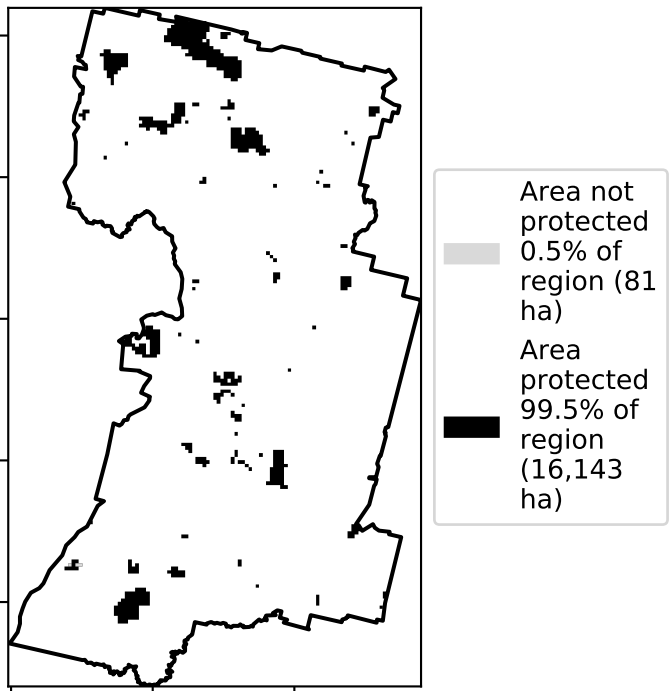 Area not
protected
0.5% of
region (81
ha)
Area
protected
99.5% of
region
(16,143
ha)